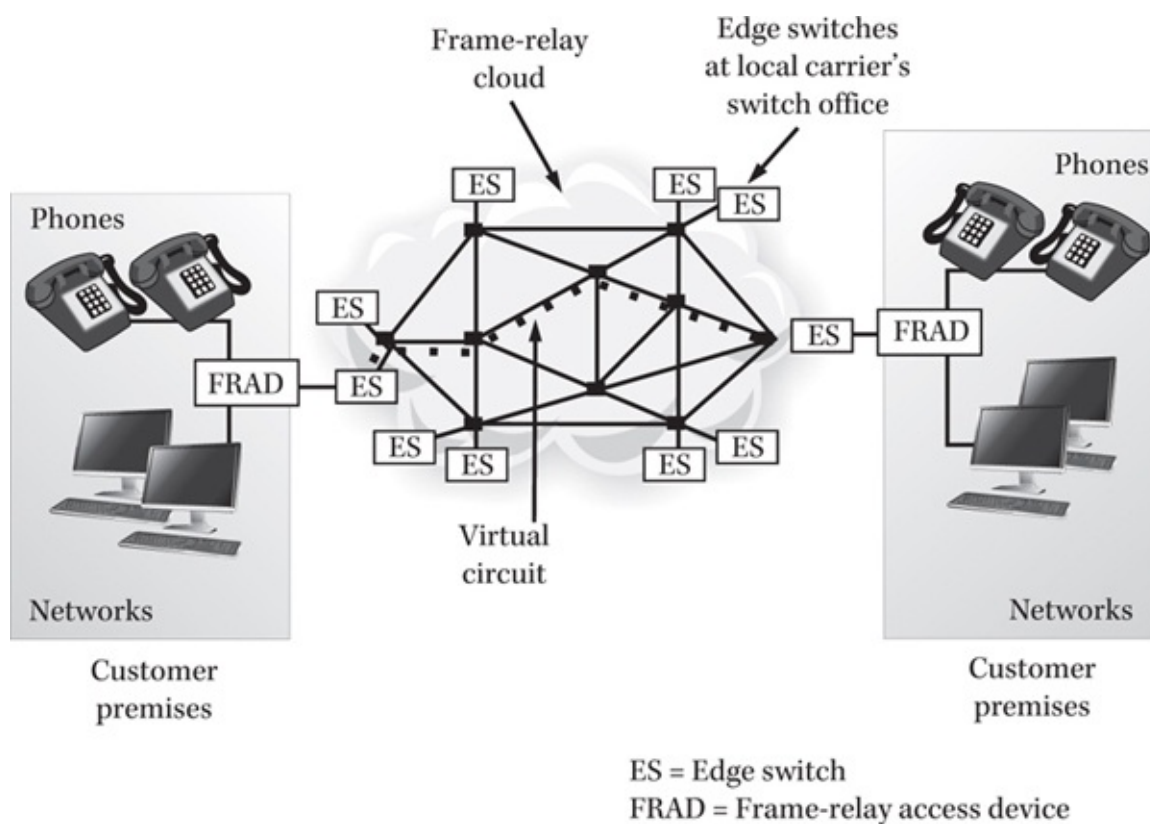 Frame-relay
cloud
Edge switches
at local carrier's
switch office
Phones
Phones
ES
ES
ES
ES
ES
FRAD
ES
FRAD
ES
ES
ES
ES
ES
Virtual
circuit
Networks
Networks
Customer
premises
Customer
premises
ES = Edge switch
FRAD = Frame-relay access device